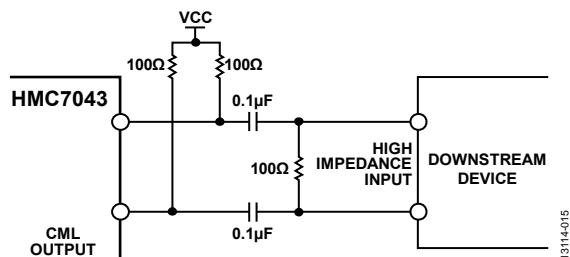 VCC
100Ω
100Ω
HMC7043
0.1µF
100Ω
HIGH
IMPEDANCE
INPUT
DOWNSTREAM
DEVICE
CML
OUTPUT
0.1µF
13114-015